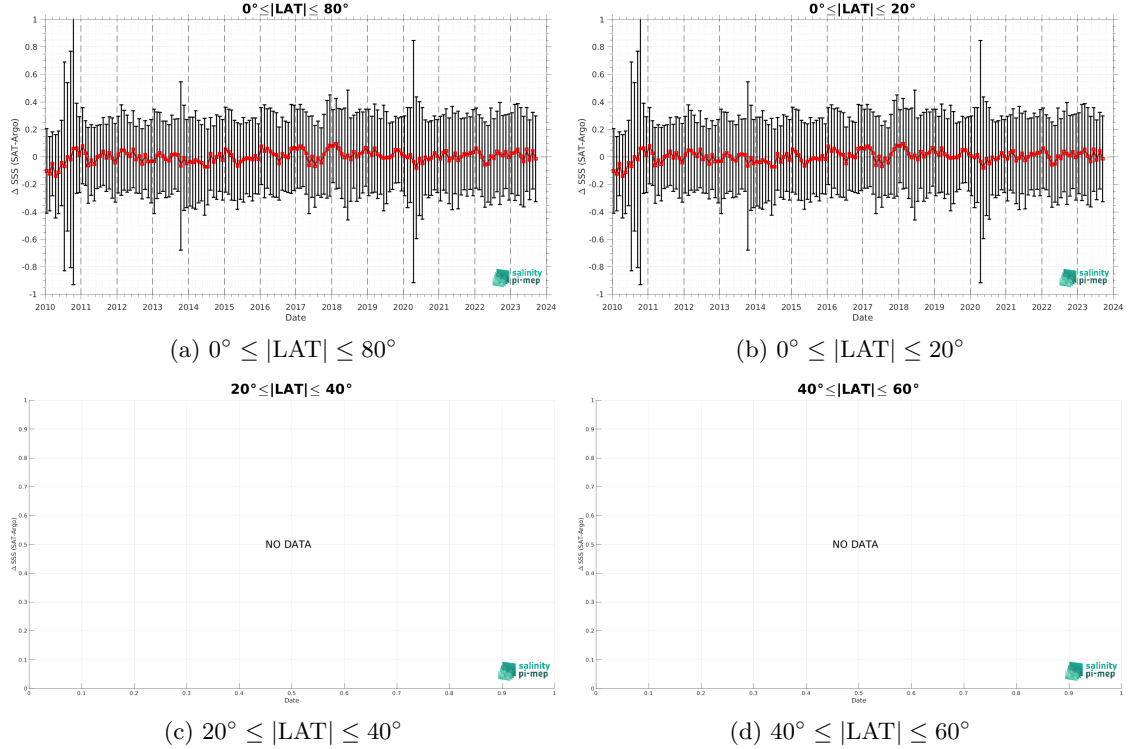 0°≤|LAT|≤ 80°
1
0.8
0.6
0.4
0.2
0
-0.2
-0.4
-0.6
-0.8
-1
Δ SSS (SAT-Argo)
2010 2011 2012 2013 2014 2015 2016 2017 2018 2019 2020 2021 2022 2023 2024
Date
salinity
pi-mep
(a) 0° ≤ |LAT| ≤ 80°
0°≤|LAT|≤ 20°
1
0.8
0.6
0.4
0.2
0
-0.2
-0.4
-0.6
-0.8
-1
Δ SSS (SAT-Argo)
2010 2011 2012 2013 2014 2015 2016 2017 2018 2019 2020 2021 2022 2023 2024
Date
salinity
pi-mep
(b) 0° ≤ |LAT| ≤ 20°
20°≤|LAT|≤ 40°
1
0.9
0.8
0.7
0.6
0.5
0.4
0.3
0.2
0.1
0
Δ SSS (SAT-Argo)
NO DATA
0 0.1 0.2 0.3 0.4 0.5 0.6 0.7 0.8 0.9 1
Date
salinity
pi-mep
(c) 20° ≤ |LAT| ≤ 40°
40°≤|LAT|≤ 60°
1
0.9
0.8
0.7
0.6
0.5
0.4
0.3
0.2
0.1
0
Δ SSS (SAT-Argo)
NO DATA
0 0.1 0.2 0.3 0.4 0.5 0.6 0.7 0.8 0.9 1
Date
salinity
pi-mep
(d) 40° ≤ |LAT| ≤ 60°